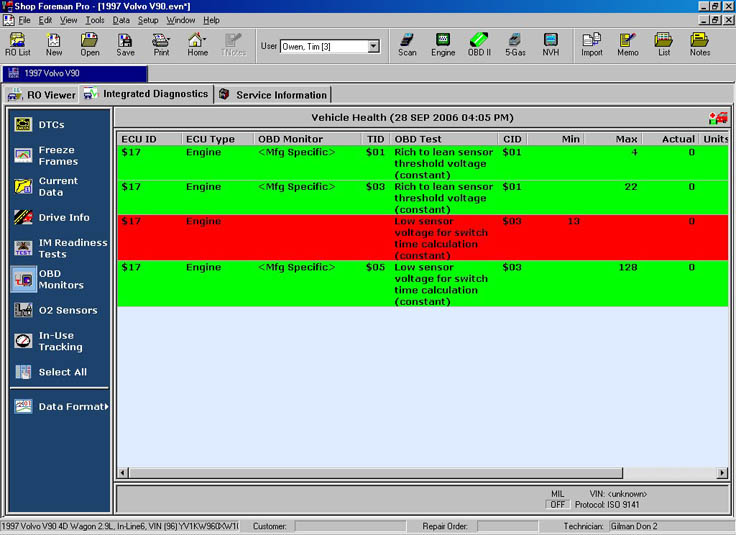 Shop Foreman Pro - [1997 Volvo V90.evn*]
File Edit View Tools Data Setup Window Help
RO List New Open Save Print Home TNotes User Owen, Tim [3] Scan Engine OBD II 5-Gas NVH Import Memo List Notes
1997 Volvo V90
RO Viewer Integrated Diagnostics Service Information
Vehicle Health (28 SEP 2006 04:05 PM)
DTCs
Freeze
Frames
Current
Data
Drive Info
IM Readiness
Tests
OBD
Monitors
O2 Sensors
In-Use
Tracking
Select All
Data Format
ECU ID ECU Type OBD Monitor TID OBD Test CID Min Max Actual Units
$17 Engine <Mfg Specific> $01 Rich to lean sensor $01 4 0
threshold voltage
(constant)
$17 Engine <Mfg Specific> $03 Rich to lean sensor $01 22 0
threshold voltage
(constant)
$17 Engine Low sensor $03 13 0
voltage for switch
time calculation
(constant)
$17 Engine <Mfg Specific> $05 Low sensor $03 128 0
voltage for switch
time calculation
(constant)
MIL VIN: <unknown>
OFF Protocol: ISO 9141
1997 Volvo V90 4D Wagon 2.9L, In-Line6, VIN (96) YV1KW960XW1( Customer: Repair Order: Technician: Gilman Don 2